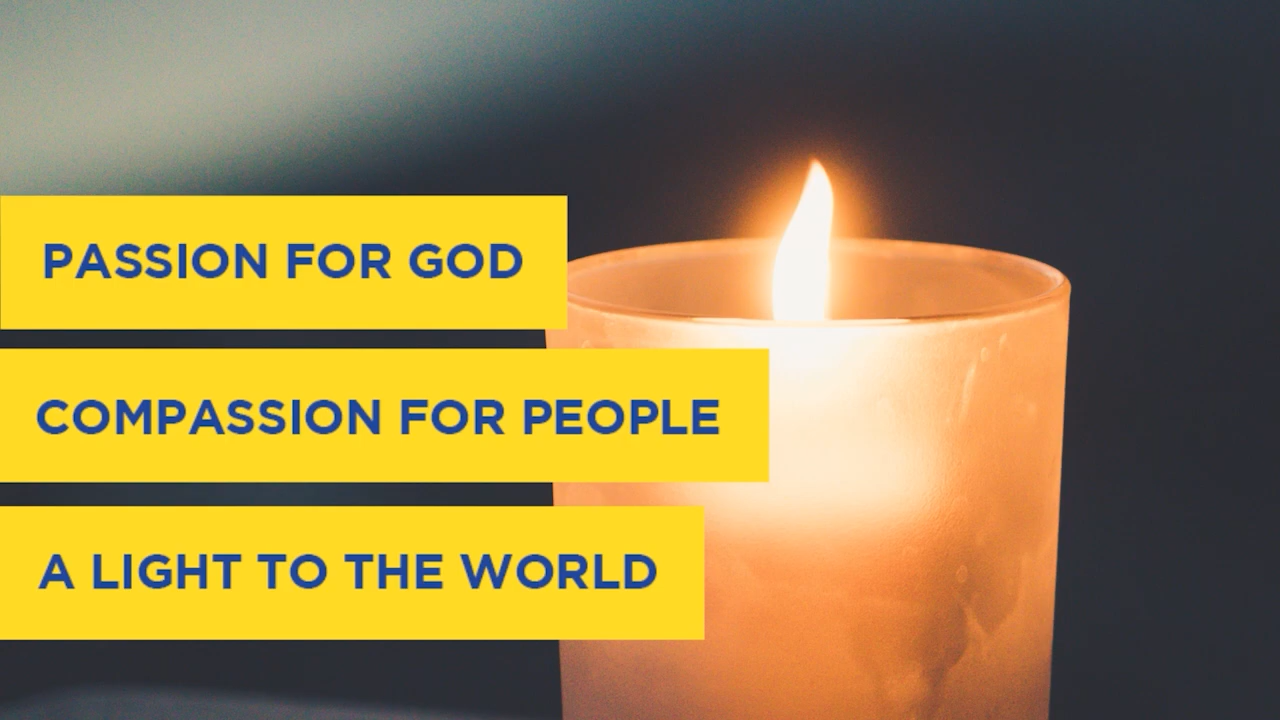 PASSION FOR GOD
COMPASSION FOR PEOPLE
A LIGHT TO THE WORLD